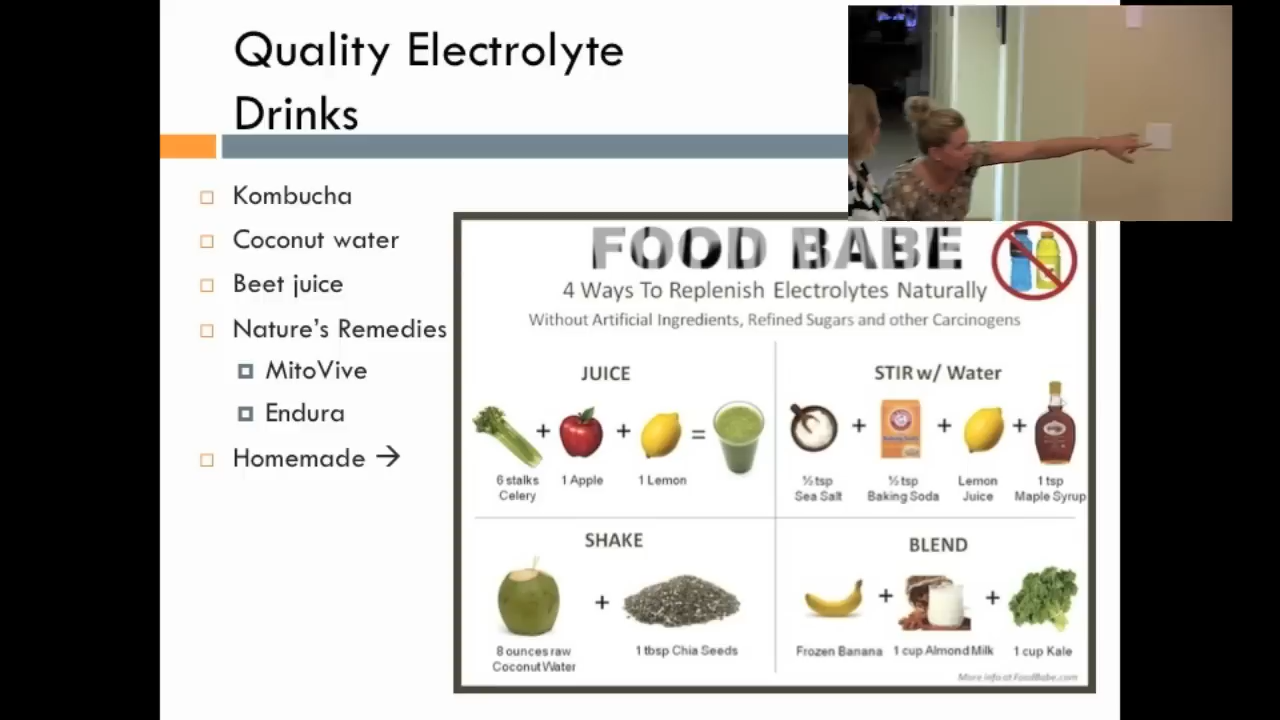 Quality Electrolyte
Drinks
Kombucha
Coconut water
Beet juice
Nature's Remedies
MitoVive
Endura
Homemade →
FOOD BABE
4 Ways To Replenish Electrolytes Naturally
Without Artificial Ingredients, Refined Sugars and other Carcinogens
JUICE
+ + =
6 stalks
Celery
1 Apple
1 Lemon
STIR w/ Water
+ + +
½ tsp
Sea Salt
½ tsp
Baking Soda
Lemon
Juice
1 tsp
Maple Syrup
SHAKE
+
8 ounces raw
Coconut Water
1 tbsp Chia Seeds
BLEND
+ +
Frozen Banana
1 cup Almond Milk
1 cup Kale
More info at FoodBabe.com